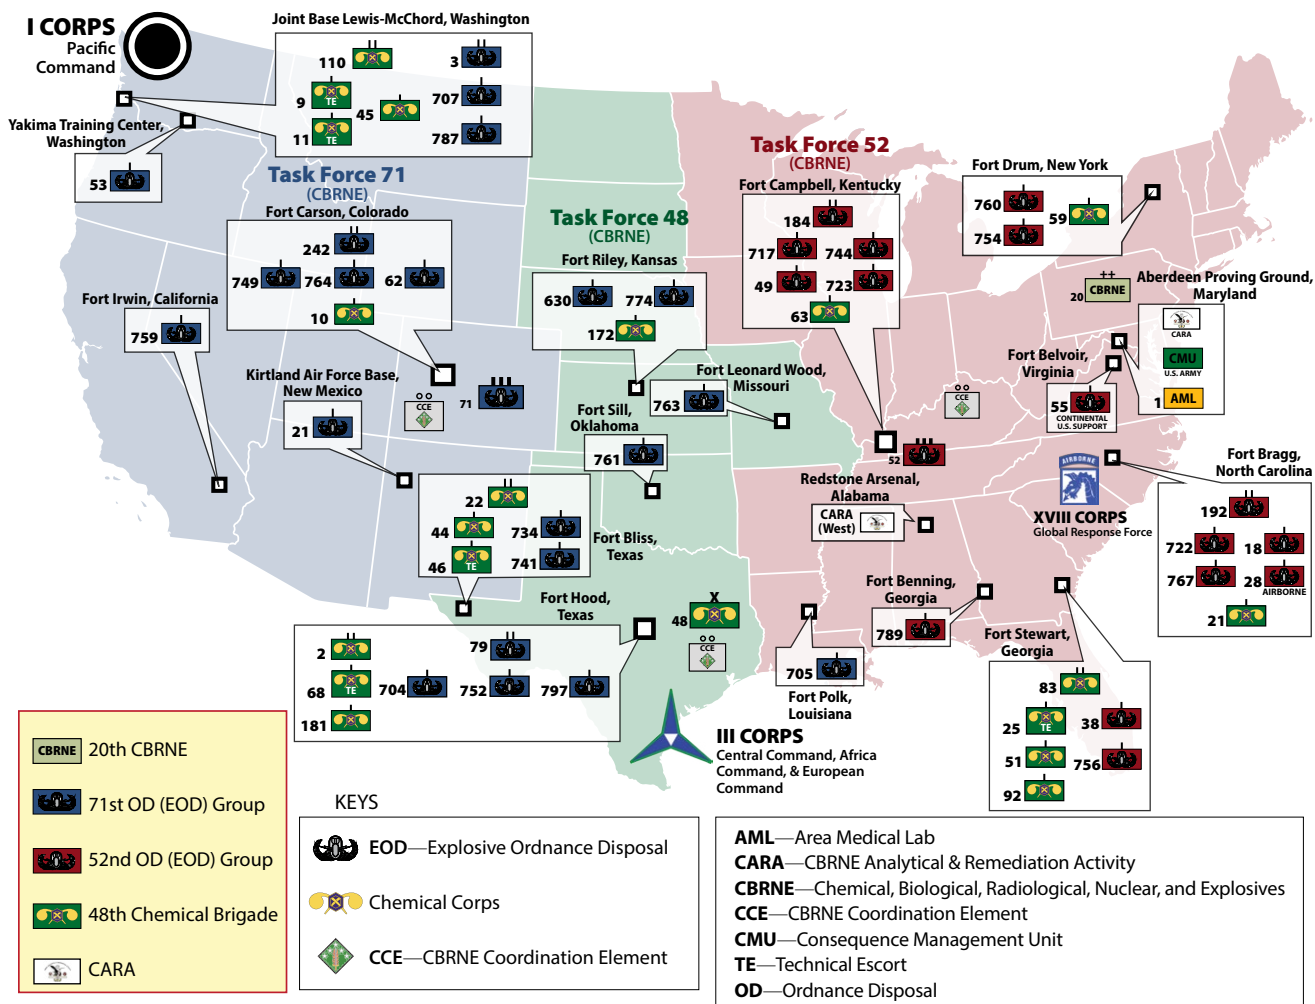 I CORPS
Pacific
Command
Joint Base Lewis-McChord, Washington
110
3
9
TE
45
707
11
TE
787
Yakima Training Center,
Washington
53
Task Force 71
(CBRNE)
Fort Carson, Colorado
242
749
764
62
10
Fort Irwin, California
759
Kirtland Air Force Base,
New Mexico
21
CCE
71
Task Force 48
(CBRNE)
Fort Riley, Kansas
630
774
172
Fort Leonard Wood,
Missouri
763
Fort Sill,
Oklahoma
761
22
44
734
46
TE
741
Fort Bliss,
Texas
Fort Hood,
Texas
48
CCE
2
79
68
TE
704
752
797
181
III CORPS
Central Command, Africa
Command, & European
Command
Task Force 52
(CBRNE)
Fort Campbell, Kentucky
184
717
744
49
723
63
52
CCE
Fort Drum, New York
760
59
754
20
++
CBRNE
Aberdeen Proving Ground,
Maryland
CARA
CMU
U.S. ARMY
1
AML
Fort Belvoir,
Virginia
55
CONTINENTAL
U.S. SUPPORT
Redstone Arsenal,
Alabama
CARA
(West)
AIRBORNE
XVIII CORPS
Global Response Force
Fort Bragg,
North Carolina
192
722
18
767
28
AIRBORNE
21
Fort Benning,
Georgia
789
Fort Stewart,
Georgia
83
25
TE
38
51
756
92
705
Fort Polk,
Louisiana
CBRNE
20th CBRNE
71st OD (EOD) Group
52nd OD (EOD) Group
48th Chemical Brigade
CARA
KEYS
EOD—Explosive Ordnance Disposal
Chemical Corps
CCE—CBRNE Coordination Element
AML—Area Medical Lab
CARA—CBRNE Analytical & Remediation Activity
CBRNE—Chemical, Biological, Radiological, Nuclear, and Explosives
CCE—CBRNE Coordination Element
CMU—Consequence Management Unit
TE—Technical Escort
OD—Ordnance Disposal